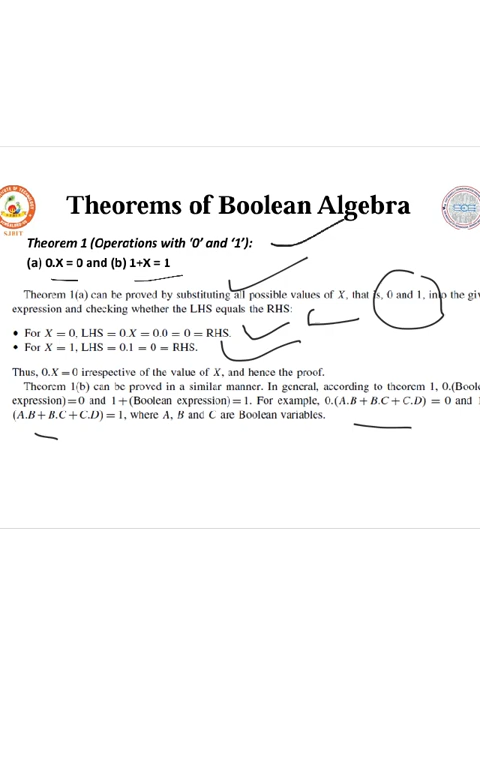 Theorems of Boolean Algebra
S.J.B.I.T
Theorem 1 (Operations with ‘0’ and ‘1’):
(a) 0.X = 0 and (b) 1+X = 1
Theorem 1(a) can be proved by substituting all possible values of X, that is, 0 and 1, into the giv
expression and checking whether the LHS equals the RHS:
• For X = 0, LHS = 0.X = 0.0 = 0 = RHS.
• For X = 1, LHS = 0.1 = 0 = RHS.
Thus, 0.X = 0 irrespective of the value of X, and hence the proof.
Theorem 1(b) can be proved in a similar manner. In general, according to theorem 1, 0.(Boole
expression)=0 and 1+(Boolean expression)=1. For example, 0.(A.B+B.C+C.D) = 0 and 1
(A.B+B.C+C.D)=1, where A, B and C are Boolean variables.